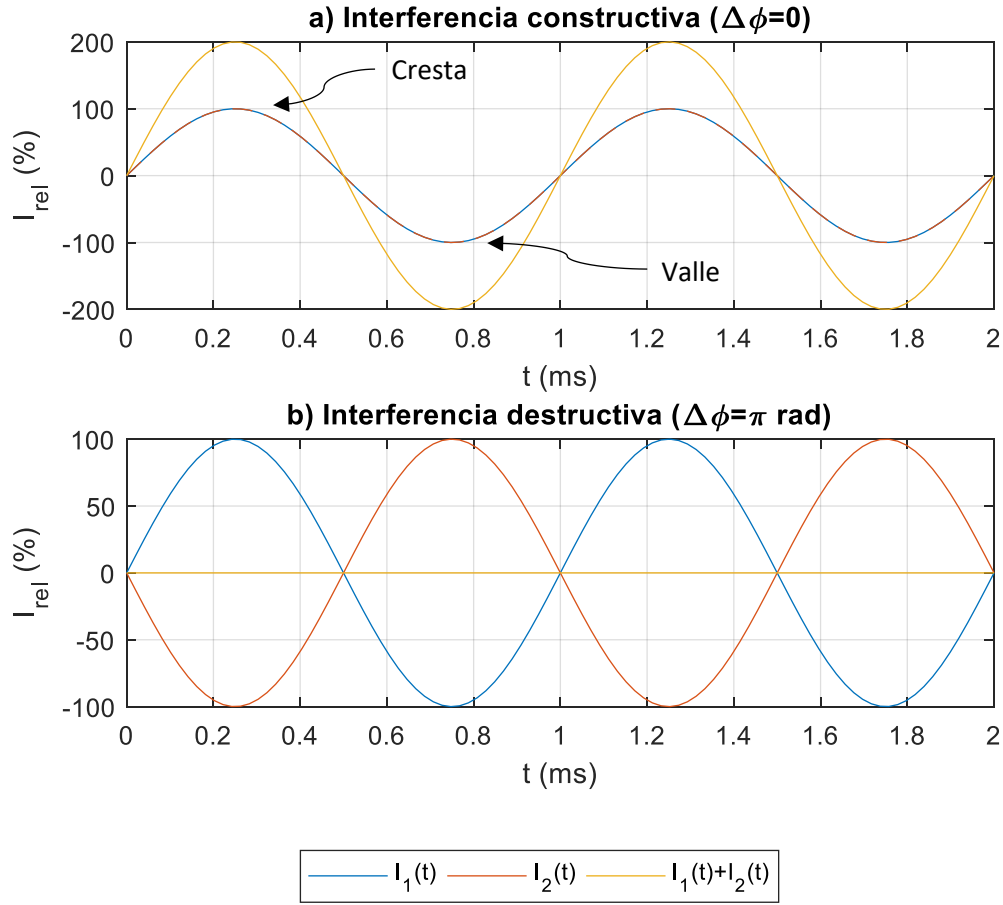 a) Interferencia constructiva (Δϕ=0)
200
100
0
-100
-200
I_rel (%)
Cresta
Valle
0 0.2 0.4 0.6 0.8 1 1.2 1.4 1.6 1.8 2
t (ms)
b) Interferencia destructiva (Δϕ=π rad)
100
50
0
-50
-100
I_rel (%)
0 0.2 0.4 0.6 0.8 1 1.2 1.4 1.6 1.8 2
t (ms)
I_1(t) I_2(t) I_1(t)+I_2(t)